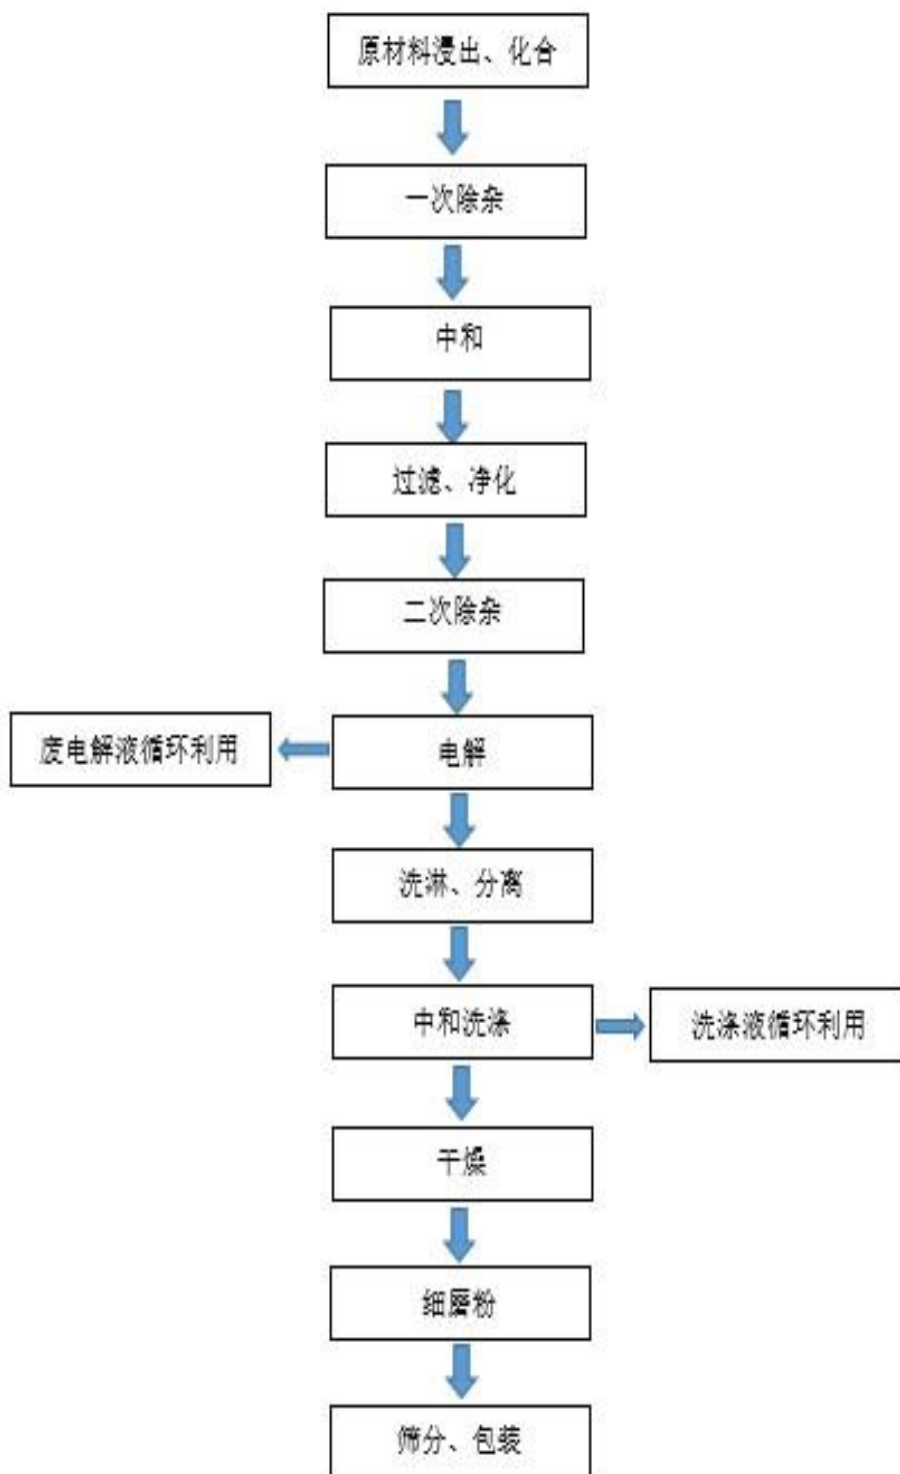 原材料浸出、化合
一次除杂
中和
过滤、净化
二次除杂
废电解液循环利用
电解
洗淋、分离
中和洗涤
洗涤液循环利用
干燥
细磨粉
筛分、包装